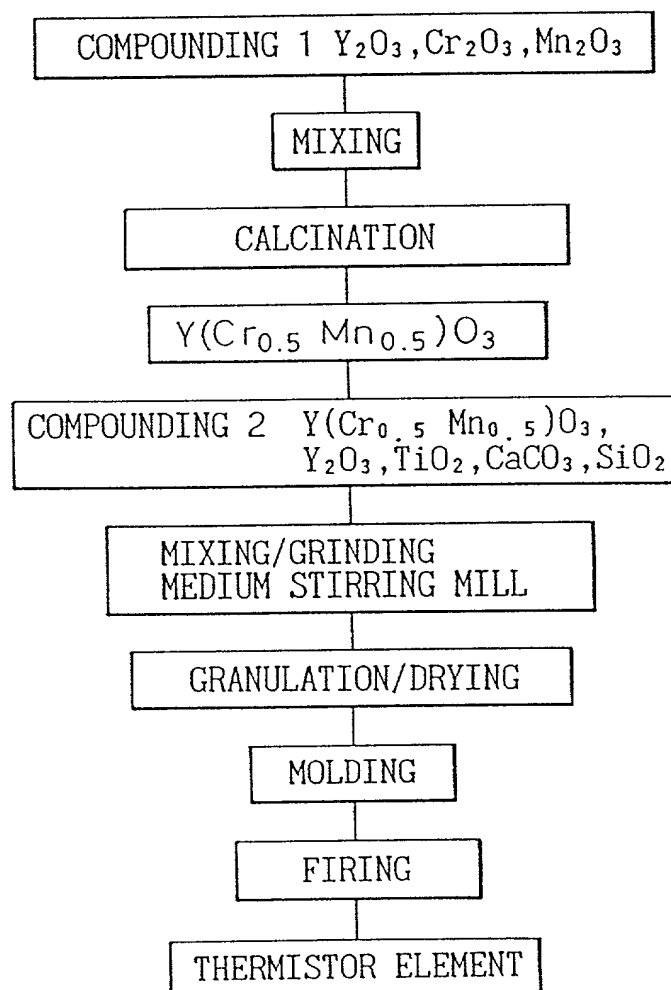 COMPOUNDING 1 Y₂O₃,Cr₂O₃,Mn₂O₃
MIXING
CALCINATION
Y(Cr₀.₅ Mn₀.₅)O₃
COMPOUNDING 2 Y(Cr₀.₅ Mn₀.₅)O₃,
Y₂O₃,TiO₂,CaCO₃,SiO₂
MIXING/GRINDING
MEDIUM STIRRING MILL
GRANULATION/DRYING
MOLDING
FIRING
THERMISTOR ELEMENT